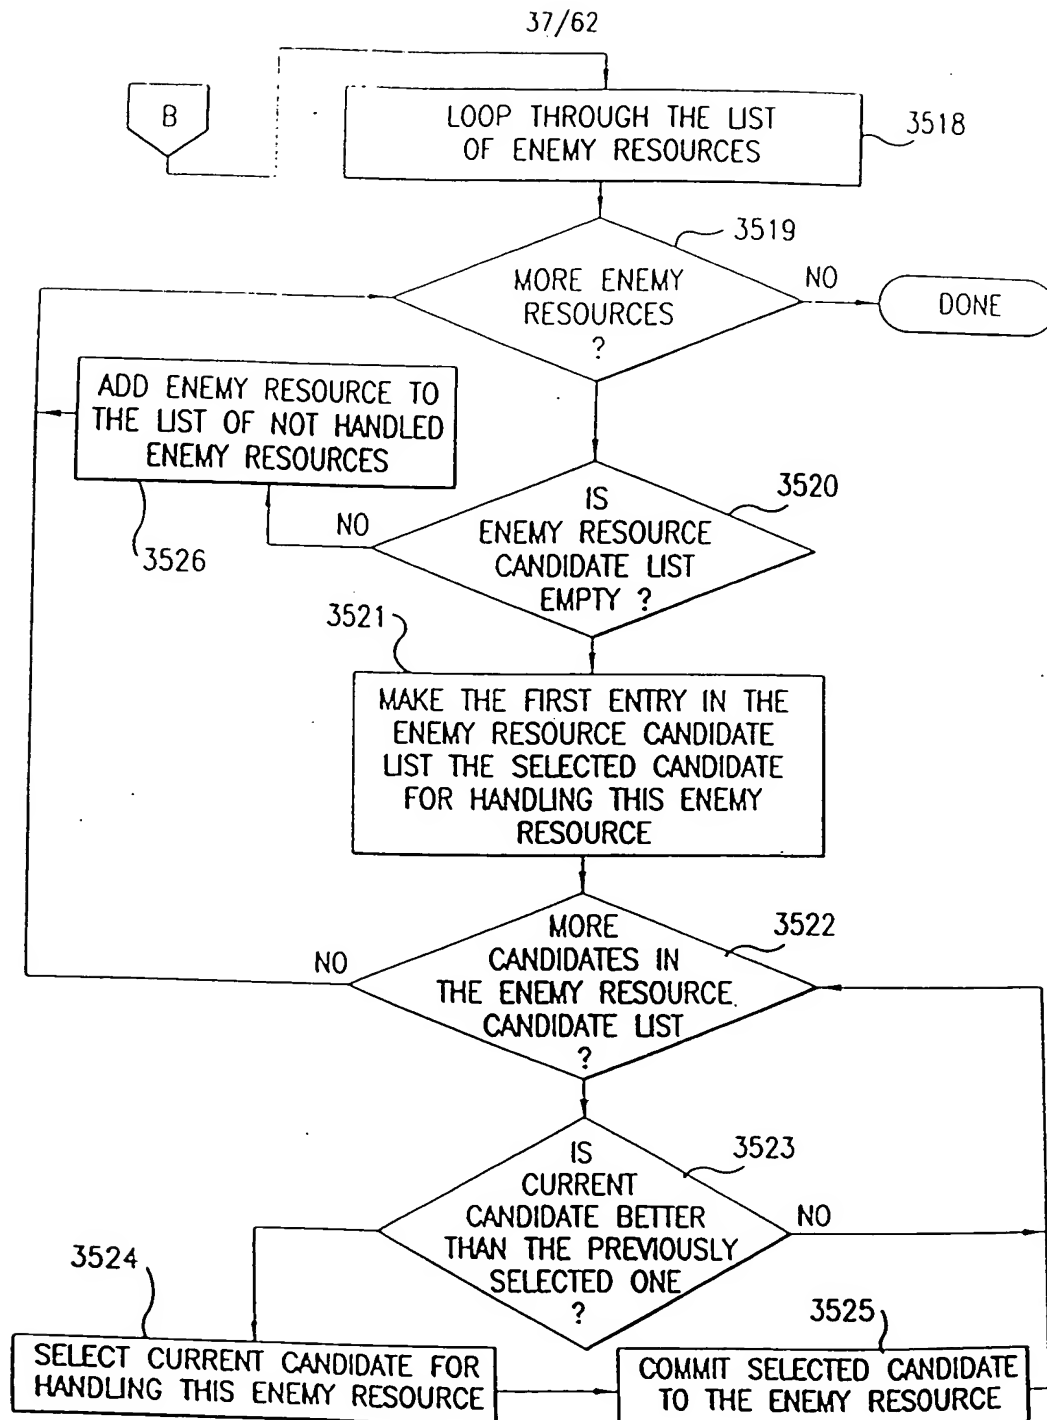 37/62
B
LOOP THROUGH THE LIST
OF ENEMY RESOURCES
3518
3519
MORE ENEMY
RESOURCES
?
NO
DONE
ADD ENEMY RESOURCE TO
THE LIST OF NOT HANDLED
ENEMY RESOURCES
3526
NO
IS
ENEMY RESOURCE
CANDIDATE LIST
EMPTY ?
3520
3521
MAKE THE FIRST ENTRY IN THE
ENEMY RESOURCE CANDIDATE
LIST THE SELECTED CANDIDATE
FOR HANDLING THIS ENEMY
RESOURCE
MORE
CANDIDATES IN
THE ENEMY RESOURCE
CANDIDATE LIST
?
3522
NO
IS
CURRENT
CANDIDATE BETTER
THAN THE PREVIOUSLY
SELECTED ONE
?
3523
NO
3524
SELECT CURRENT CANDIDATE FOR
HANDLING THIS ENEMY RESOURCE
3525
COMMIT SELECTED CANDIDATE
TO THE ENEMY RESOURCE